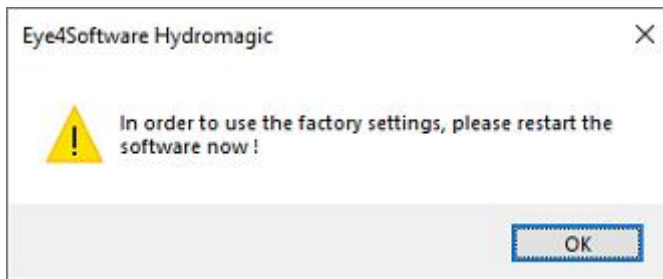 Eye4Software Hydromagic
In order to use the factory settings, please restart the
software now !
OK